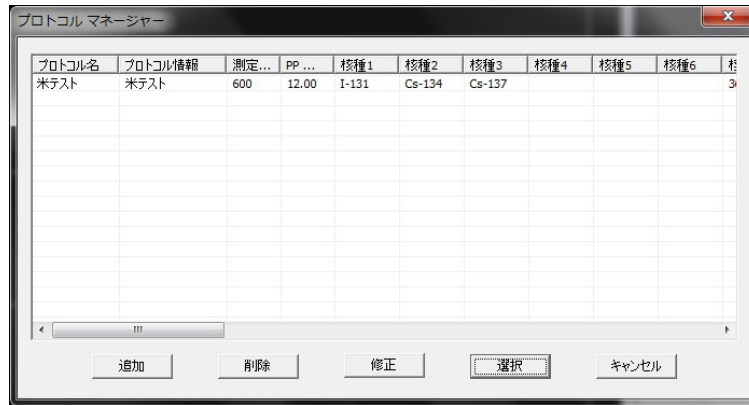 プロトコル マネージャー
プロトコル名 プロトコル情報 測定... PP ... 核種1 核種2 核種3 核種4 核種5 核種6
米テスト 米テスト 600 12.00 I-131 Cs-134 Cs-137
追加 削除 修正 選択 キャンセル